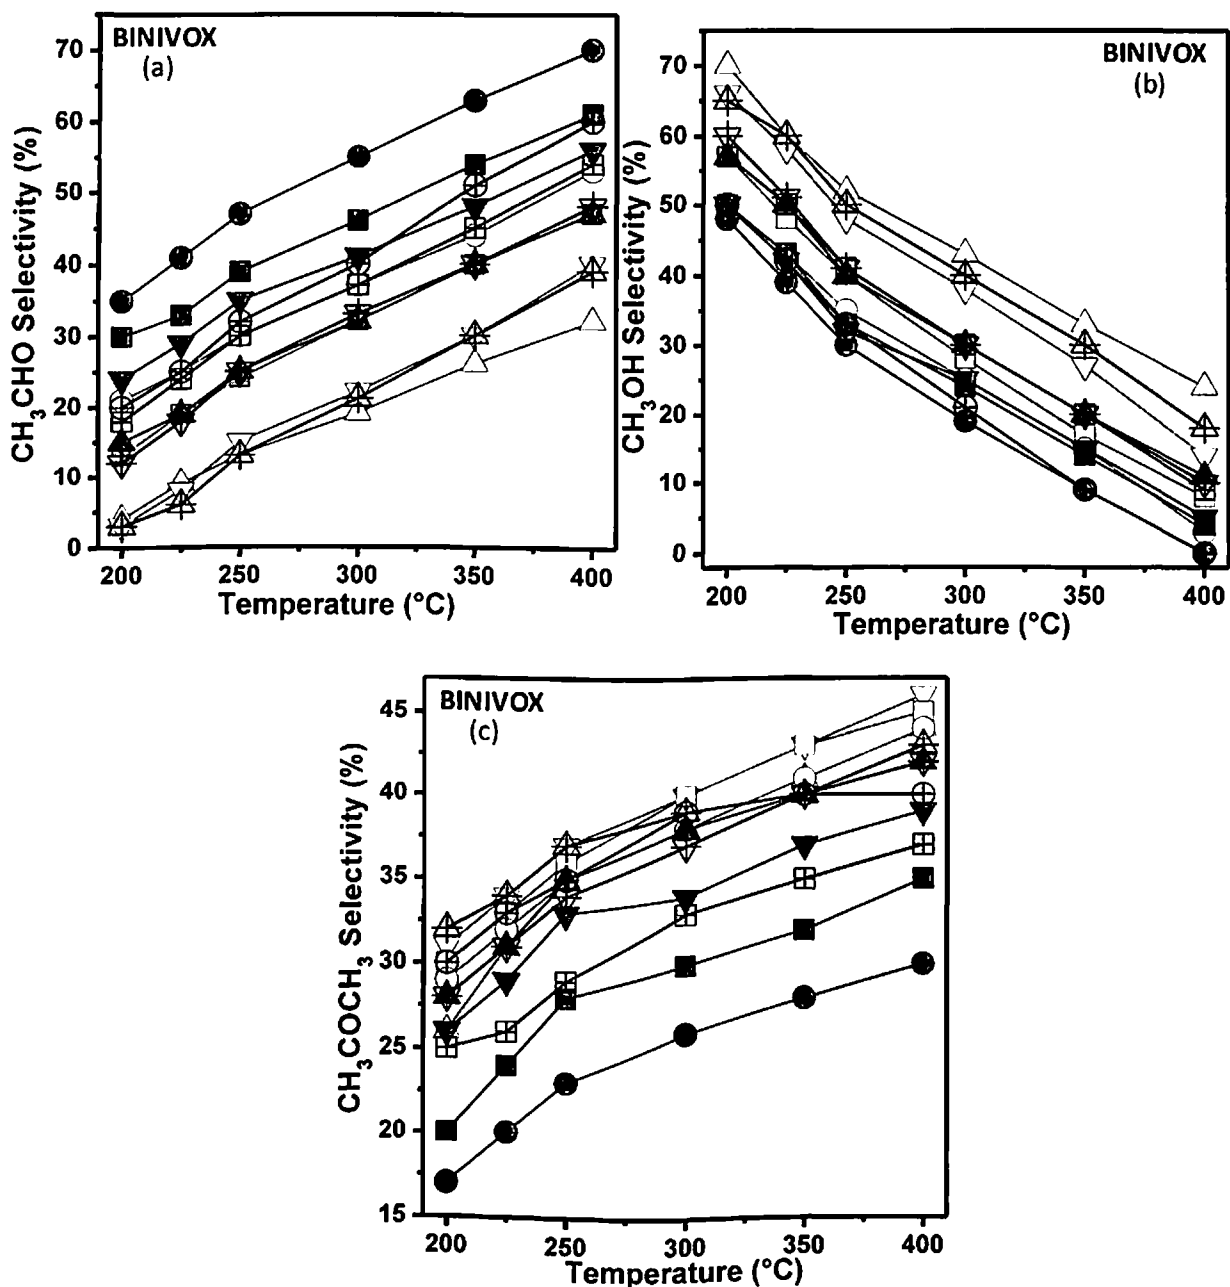 BINIVOX
(a)
CH₃CHO Selectivity (%)
70
60
50
40
30
20
10
0
200 250 300 350 400
Temperature (°C)
BINIVOX
(b)
CH₃OH Selectivity (%)
70
60
50
40
30
20
10
0
200 250 300 350 400
Temperature (°C)
BINIVOX
(c)
CH₃COCH₃ Selectivity (%)
45
40
35
30
25
20
15
200 250 300 350 400
Temperature (°C)